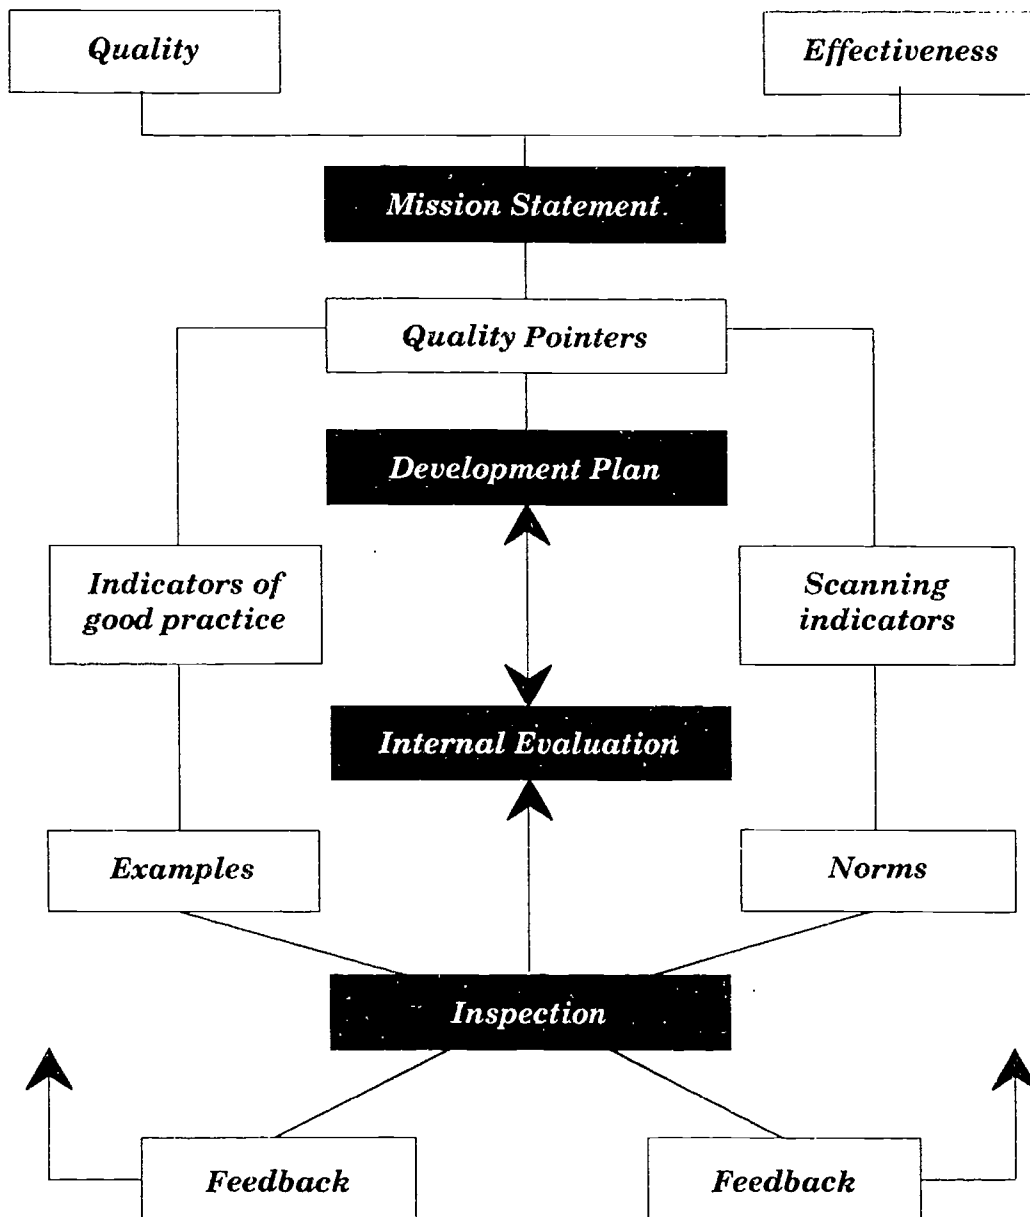 Quality
Effectiveness
Mission Statement.
Quality Pointers
Development Plan
Indicators of
good practice
Scanning
indicators
Internal Evaluation
Examples
Norms
Inspection
Feedback
Feedback